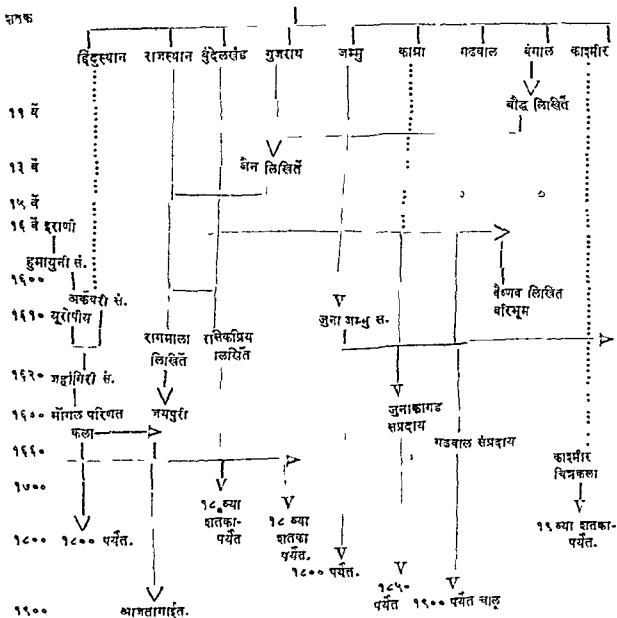 शतक
हिंदुस्थान राजस्थान बुंदेलखंड गुजराथ जम्मु काग्रा गढवाल बंगाल काश्मीर
११ वें
बौद्ध लिखितें
१३ वें
जैन लिखितें
१५ वें
१६ वें इराणी
हुमायुनी सं.
१६००
अकबरी सं.
वैष्णव लिखित
बीरभूम
१६१० यूरोपीय
जुना जम्मु स.
रागमाला
लिखितें
रसिकप्रिय
लिखित
१६२० जहांगिरी सं.
१६५० मोंगल परिणत
कला
जयपुरी
जुनाकागड
संप्रदाय
गढवाल संप्रदाय
१६६०
काश्मीर
चित्रकला
१७००
१८ व्या
शतका-
पर्यंत
१८ व्या
शतका
पर्यंत.
१९ व्या शतका-
पर्यंत.
१८०० १८०० पर्यंत.
१८०० पर्यंत.
१८५०
पर्यंत
१९०० पर्यंत चालू
१९००
आजतागाईत.